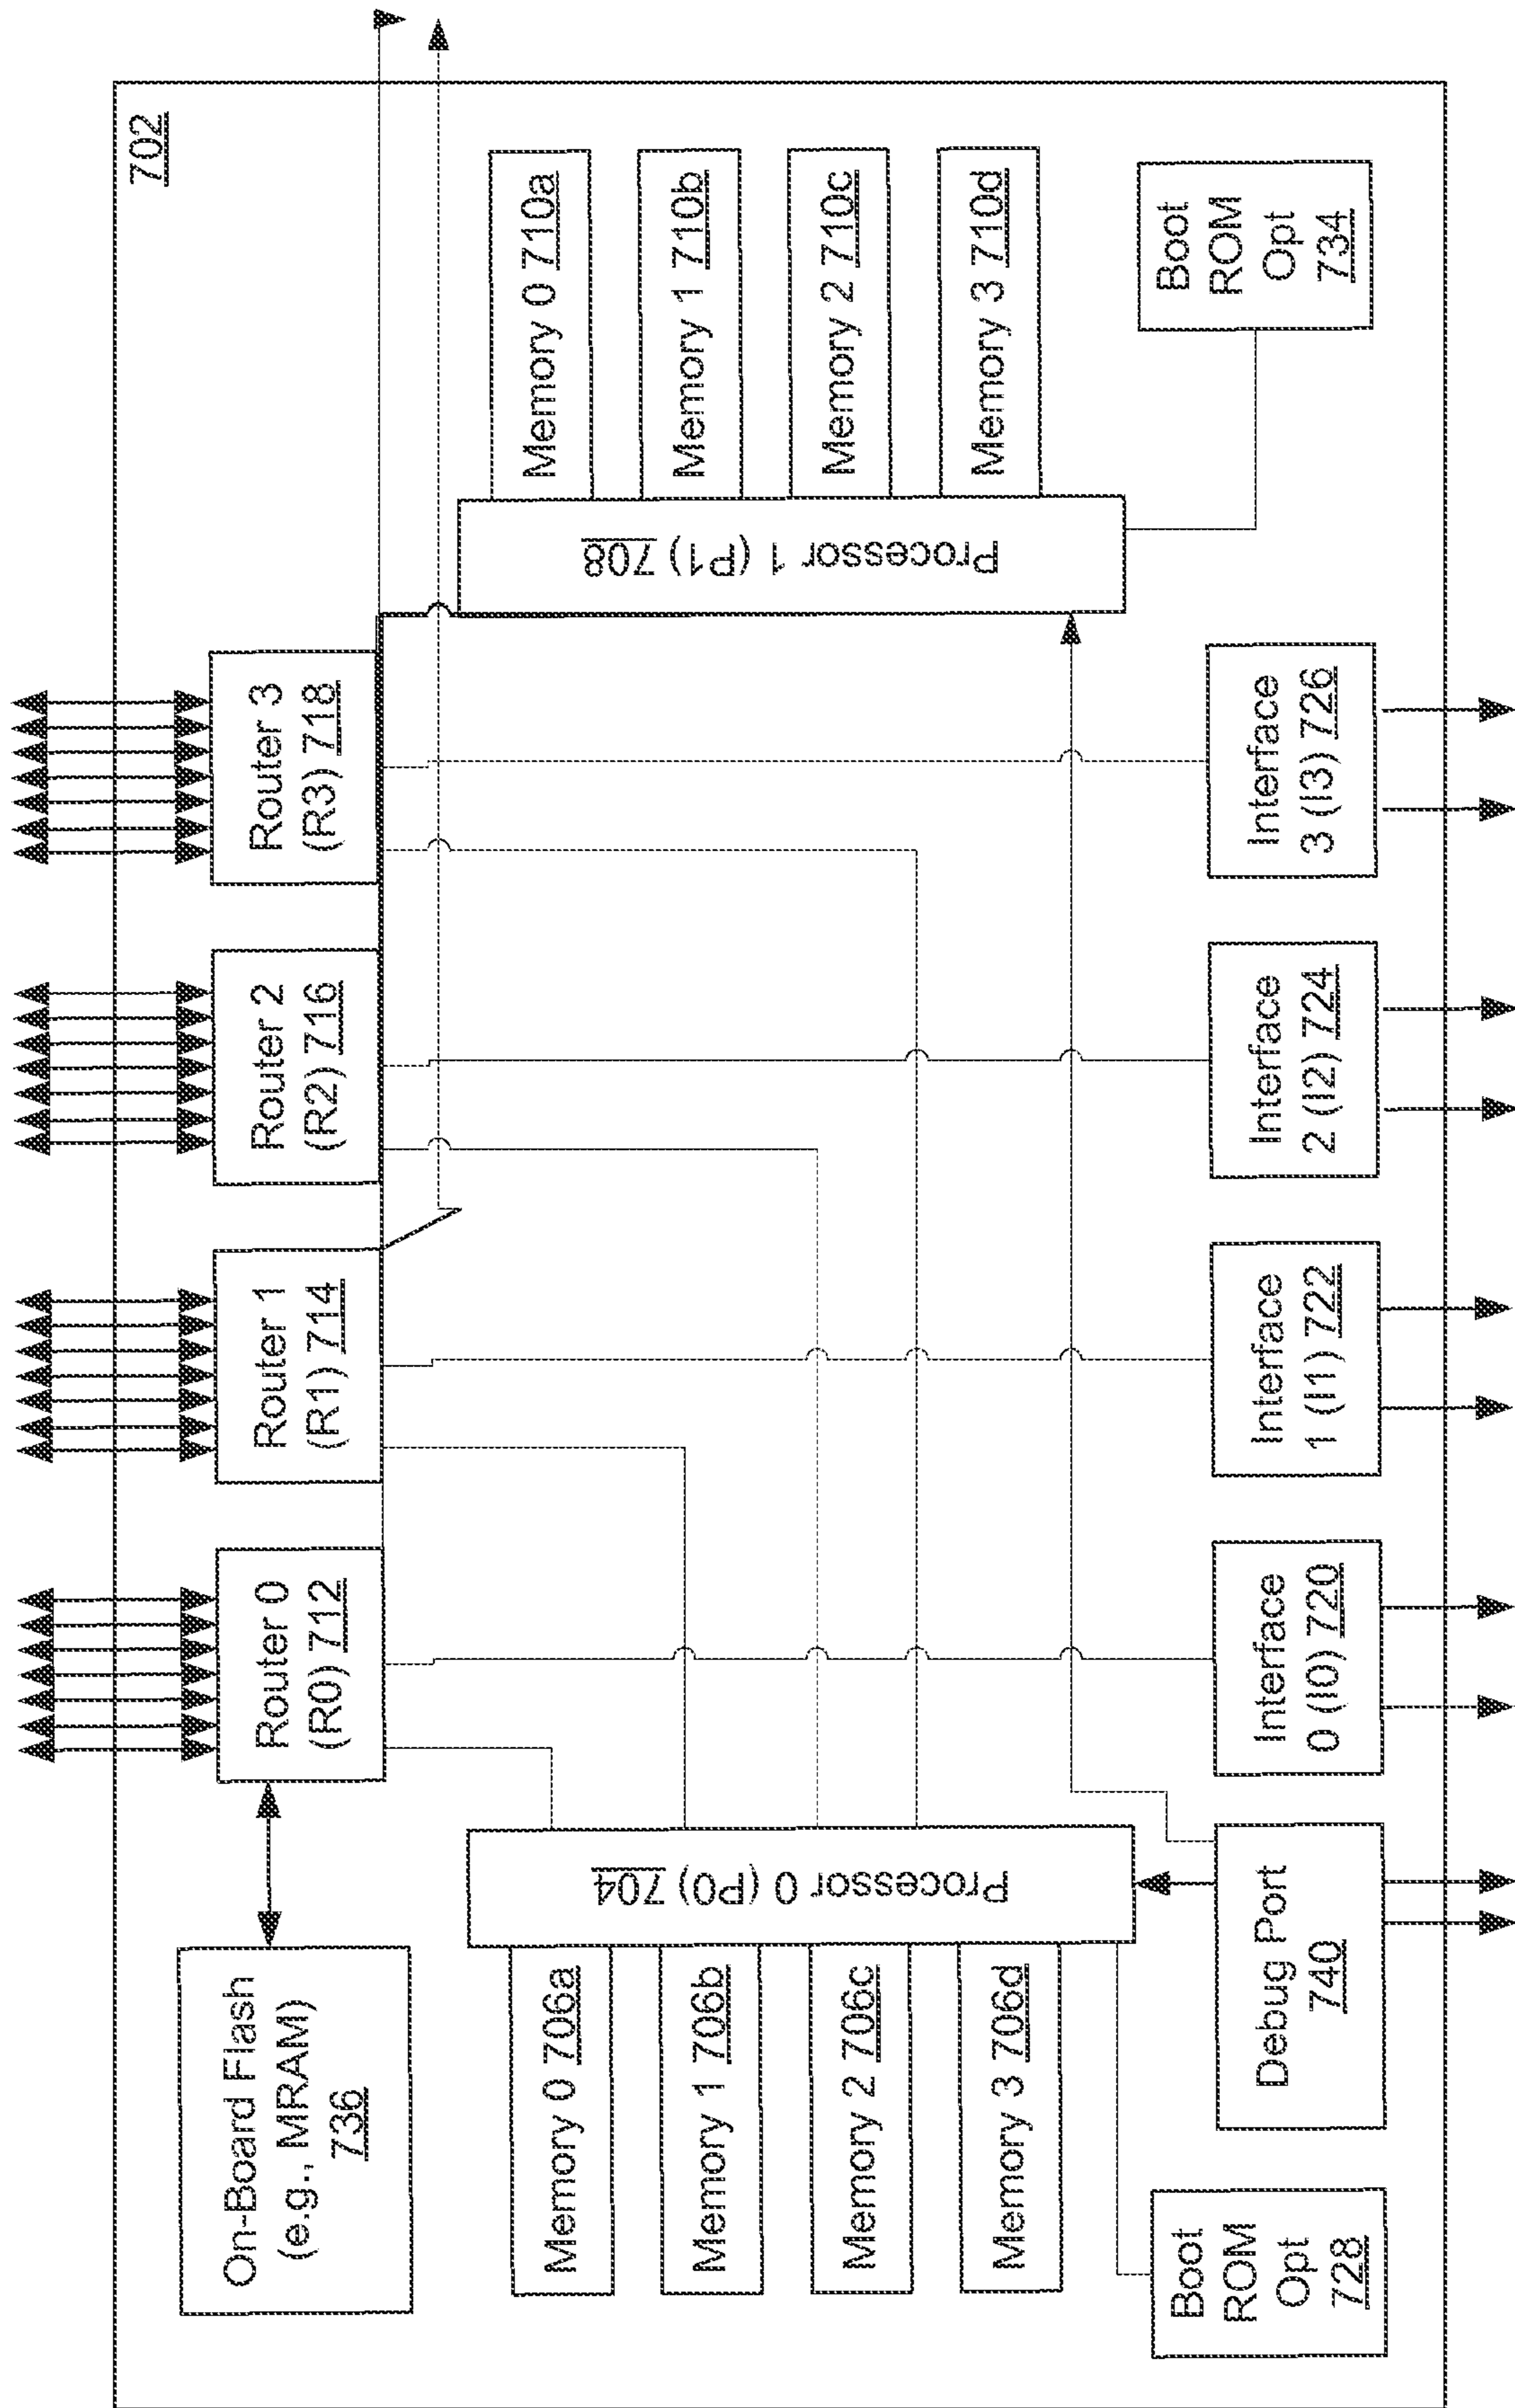 702
On-Board Flash
(e.g., MRAM)
736
Router 0
(R0) 712
Router 1
(R1) 714
Router 2
(R2) 716
Router 3
(R3) 718
Memory 0 706a
Memory 1 706b
Memory 2 706c
Memory 3 706d
Processor 0 (P0) 704
Processor 1 (P1) 708
Memory 0 710a
Memory 1 710b
Memory 2 710c
Memory 3 710d
Boot
ROM
Opt
728
Debug Port
740
Interface
0 (I0) 720
Interface
1 (I1) 722
Interface
2 (I2) 724
Interface
3 (I3) 726
Boot
ROM
Opt
734